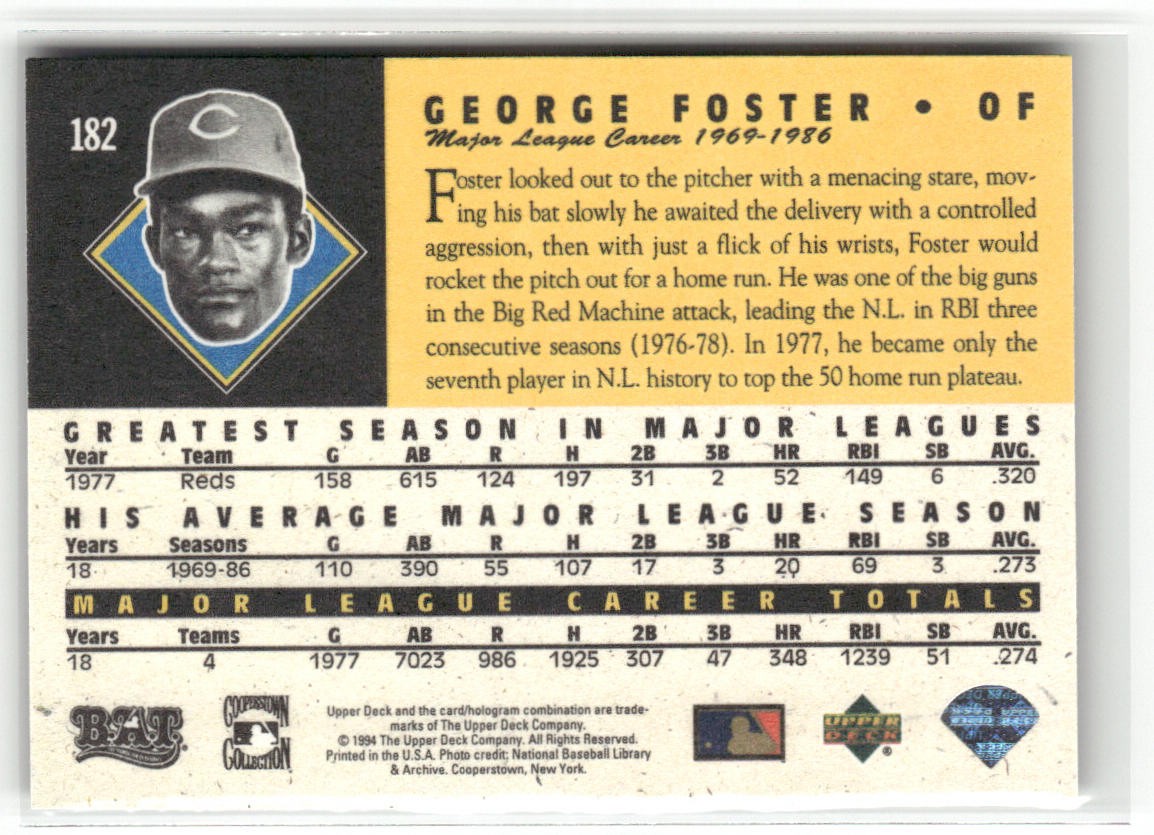 182
GEORGE FOSTER • OF
Major League Career 1969-1986
Foster looked out to the pitcher with a menacing stare, mov-
ing his bat slowly he awaited the delivery with a controlled
aggression, then with just a flick of his wrists, Foster would
rocket the pitch out for a home run. He was one of the big guns
in the Big Red Machine attack, leading the N.L. in RBI three
consecutive seasons (1976-78). In 1977, he became only the
seventh player in N.L. history to top the 50 home run plateau.
GREATEST SEASON IN MAJOR LEAGUES
Year Team G AB R H 2B 3B HR RBI SB AVG.
1977 Reds 158 615 124 197 31 2 52 149 6 .320
HIS AVERAGE MAJOR LEAGUE SEASON
Years Seasons G AB R H 2B 3B HR RBI SB AVG.
18 1969-86 110 390 55 107 17 3 20 69 3 .273
MAJOR LEAGUE CAREER TOTALS
Years Teams G AB R H 2B 3B HR RBI SB AVG.
18 4 1977 7023 986 1925 307 47 348 1239 51 .274
B.A.T.
COOPERSTOWN
COLLECTION
Upper Deck and the card/hologram combination are trade-
marks of The Upper Deck Company.
© 1994 The Upper Deck Company. All Rights Reserved.
Printed in the U.S.A. Photo credit: National Baseball Library
& Archive. Cooperstown, New York.
UPPER
DECK
®